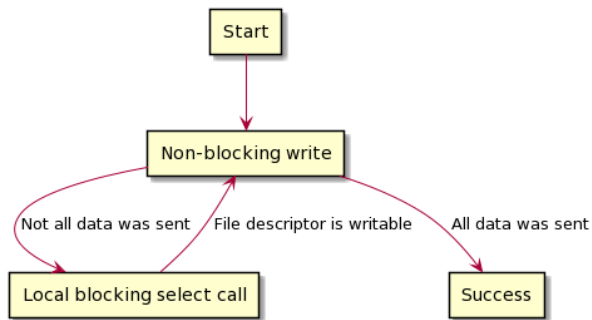 Start
Non-blocking write
Not all data was sent
File descriptor is writable
All data was sent
Local blocking select call
Success